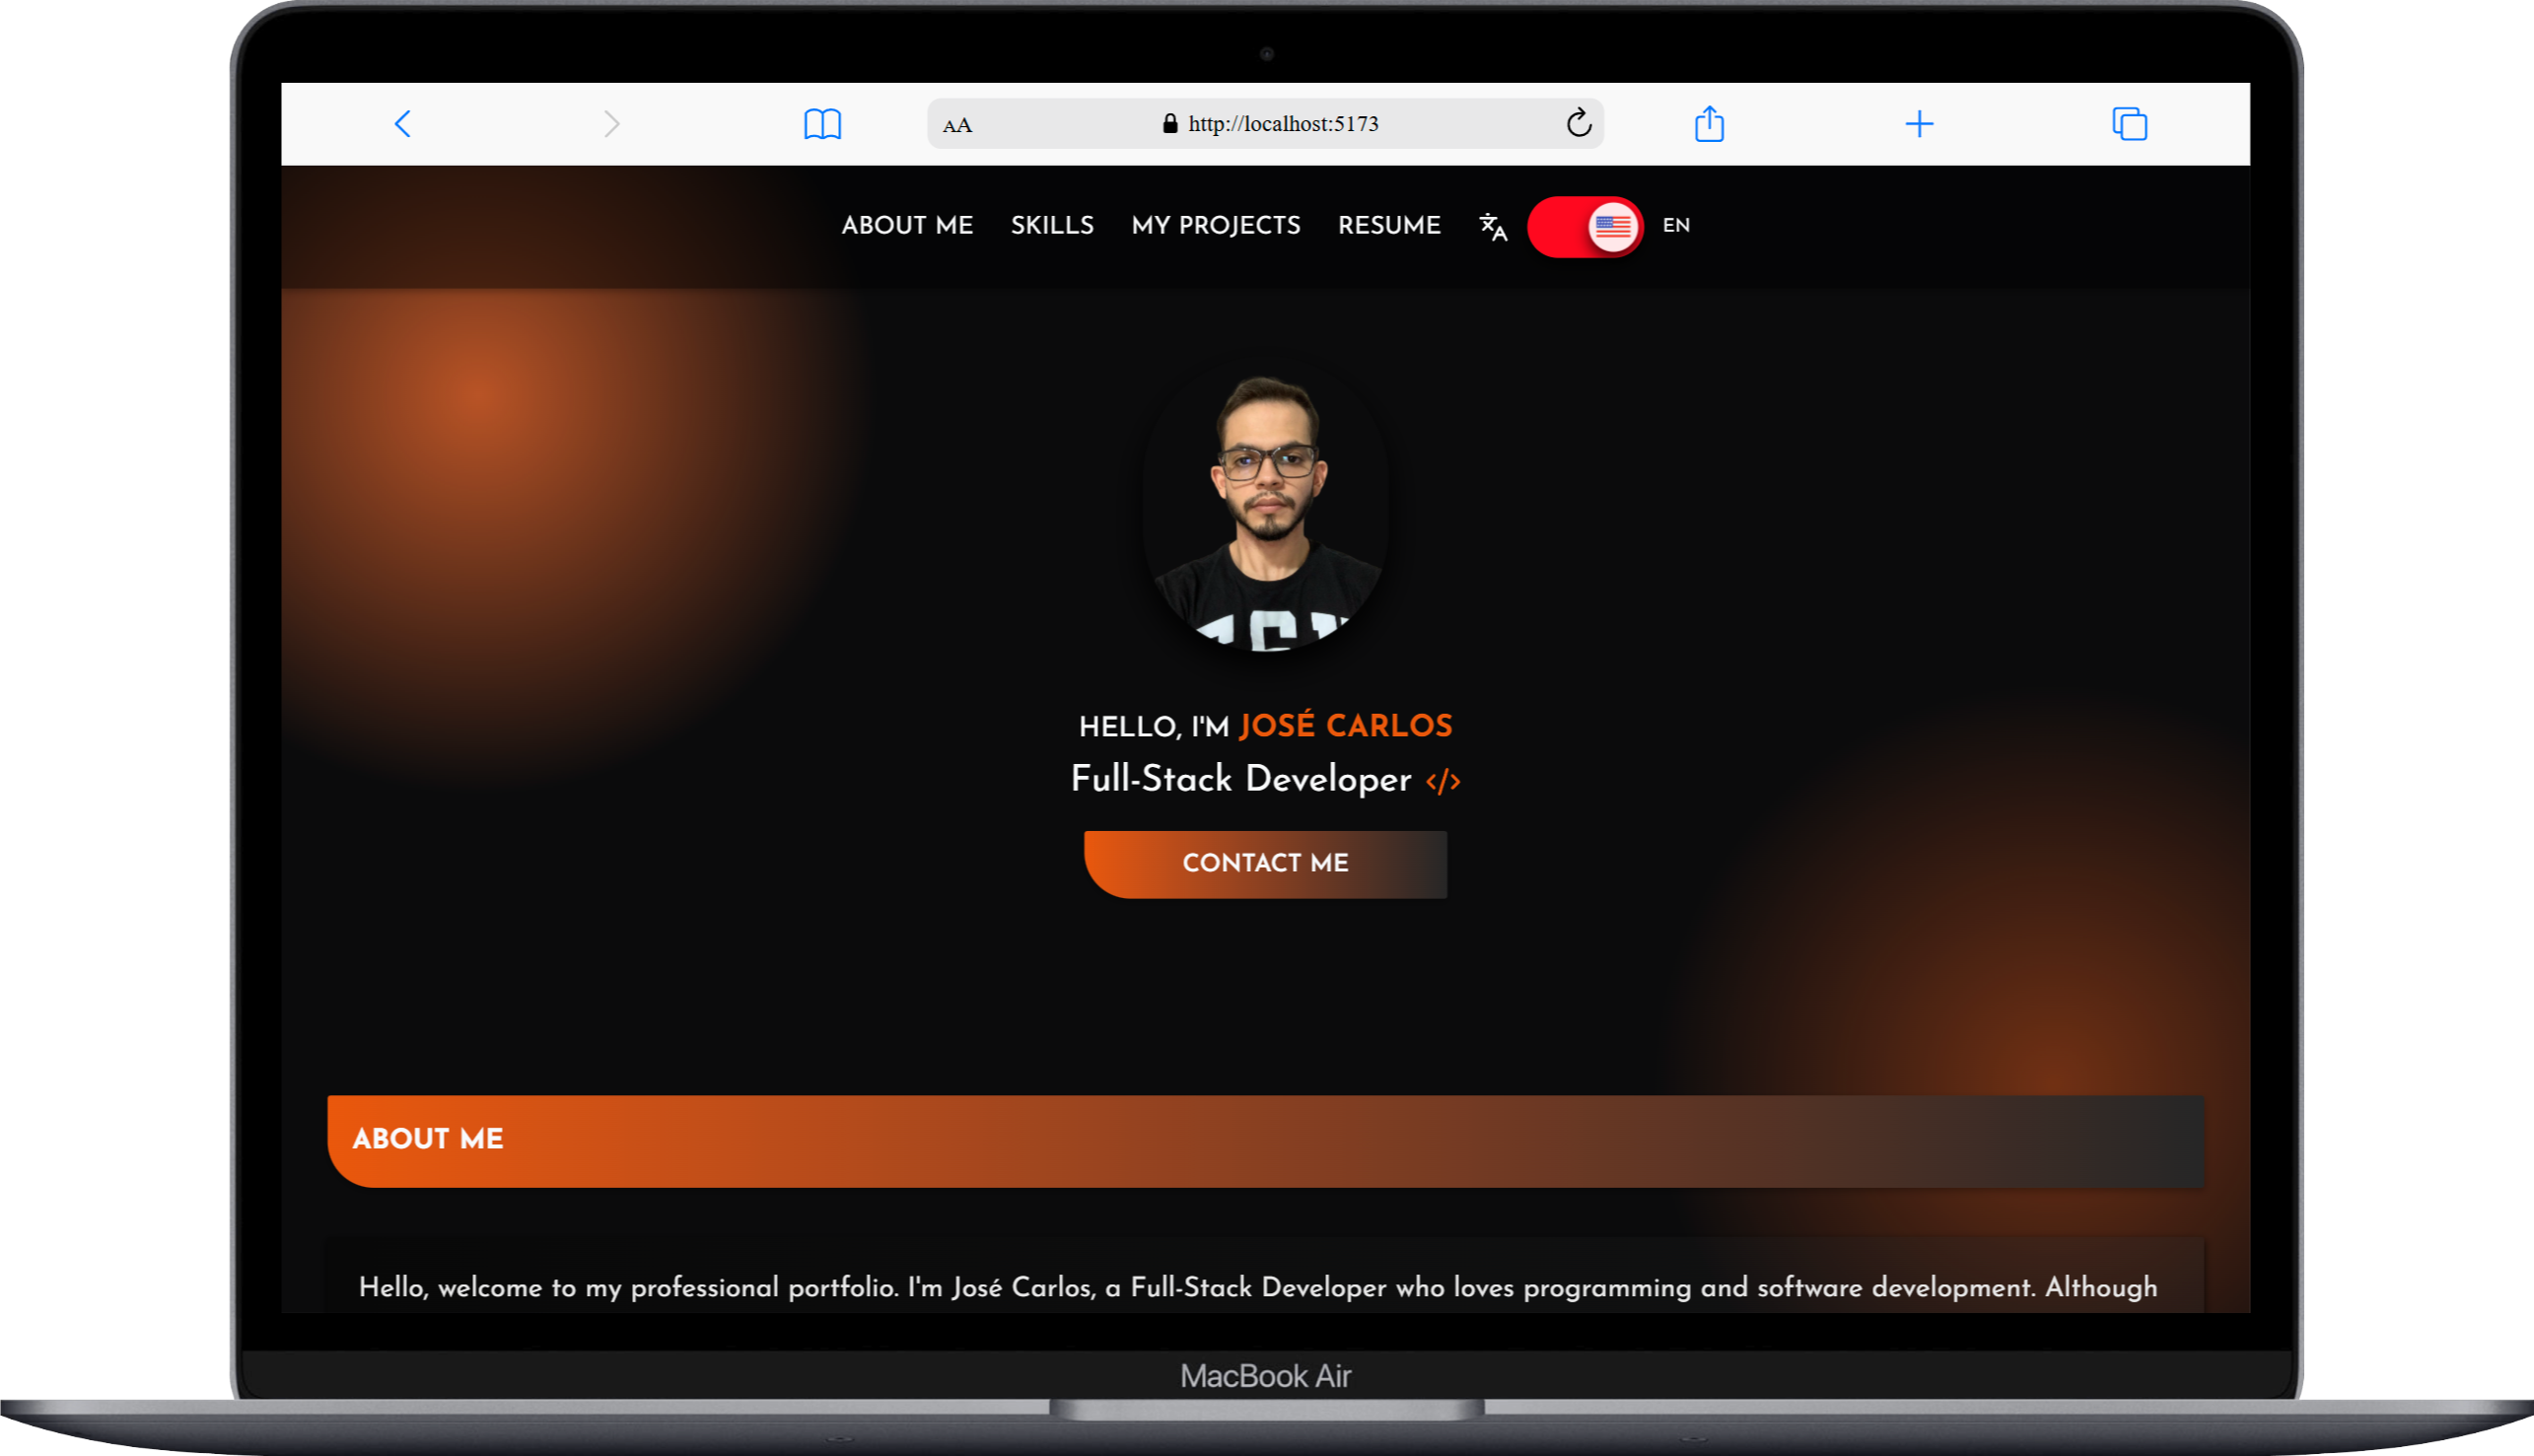 AA http://localhost:5173
ABOUT ME SKILLS MY PROJECTS RESUME EN
HELLO, I'M JOSÉ CARLOS
Full-Stack Developer </>
CONTACT ME
ABOUT ME
Hello, welcome to my professional portfolio. I'm José Carlos, a Full-Stack Developer who loves programming and software development. Although
MacBook Air